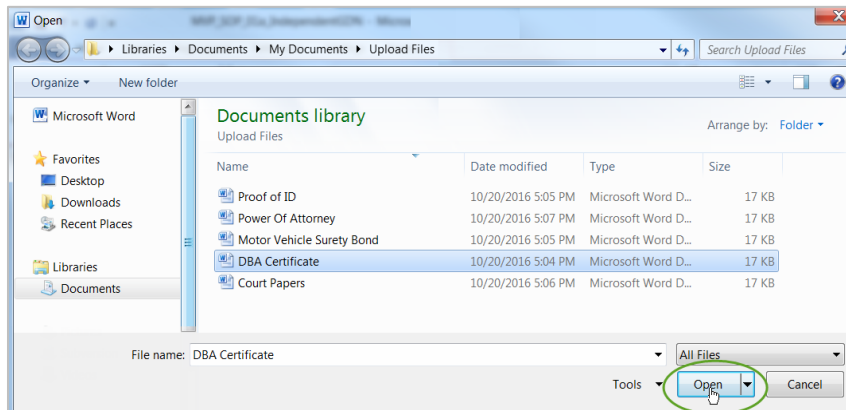 Open
Libraries ▸ Documents ▸ My Documents ▸ Upload Files
Search Upload Files
Organize New folder
Microsoft Word
Favorites
Desktop
Downloads
Recent Places
Libraries
Documents
Documents library
Upload Files
Arrange by: Folder
Name Date modified Type Size
Proof of ID 10/20/2016 5:05 PM Microsoft Word D... 17 KB
Power Of Attorney 10/20/2016 5:07 PM Microsoft Word D... 17 KB
Motor Vehicle Surety Bond 10/20/2016 5:05 PM Microsoft Word D... 17 KB
DBA Certificate 10/20/2016 5:04 PM Microsoft Word D... 17 KB
Court Papers 10/20/2016 5:06 PM Microsoft Word D... 17 KB
File name: DBA Certificate
All Files
Tools Open Cancel